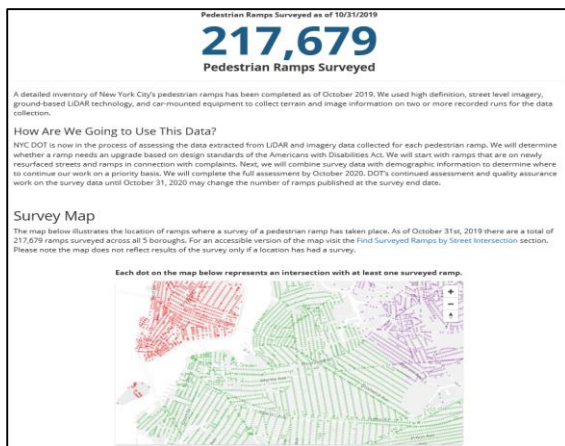 Pedestrian Ramps Surveyed as of 10/31/2019
217,679
Pedestrian Ramps Surveyed
A detailed inventory of New York City's pedestrian ramps has been completed as of October 2019. We used high definition, street level imagery,
ground-based LiDAR technology, and car-mounted equipment to collect terrain and image information on two or more recorded runs for the data
collection.
How Are We Going to Use This Data?
NYC DOT is now in the process of assessing the data extracted from LiDAR and imagery data collected for each pedestrian ramp. We will determine
whether a ramp needs an upgrade based on design standards of the Americans with Disabilities Act. We will start with ramps that are on newly
resurfaced streets and ramps in connection with complaints. Next, we will combine survey data with demographic information to determine where
to continue our work on a priority basis. We will complete the full assessment by October 2020. DOT's continued assessment and quality assurance
work on the survey data until October 31, 2020 may change the number of ramps published at the survey end date.
Survey Map
The map below illustrates the location of ramps where a survey of a pedestrian ramp has taken place. As of October 31st, 2019 there are a total of
217,679 ramps surveyed across all 5 boroughs. For an accessible version of the map visit the Find Surveyed Ramps by Street Intersection section.
Please note the map does not reflect results of the survey only if a location has had a survey.
Each dot on the map below represents an intersection with at least one surveyed ramp.
+
−